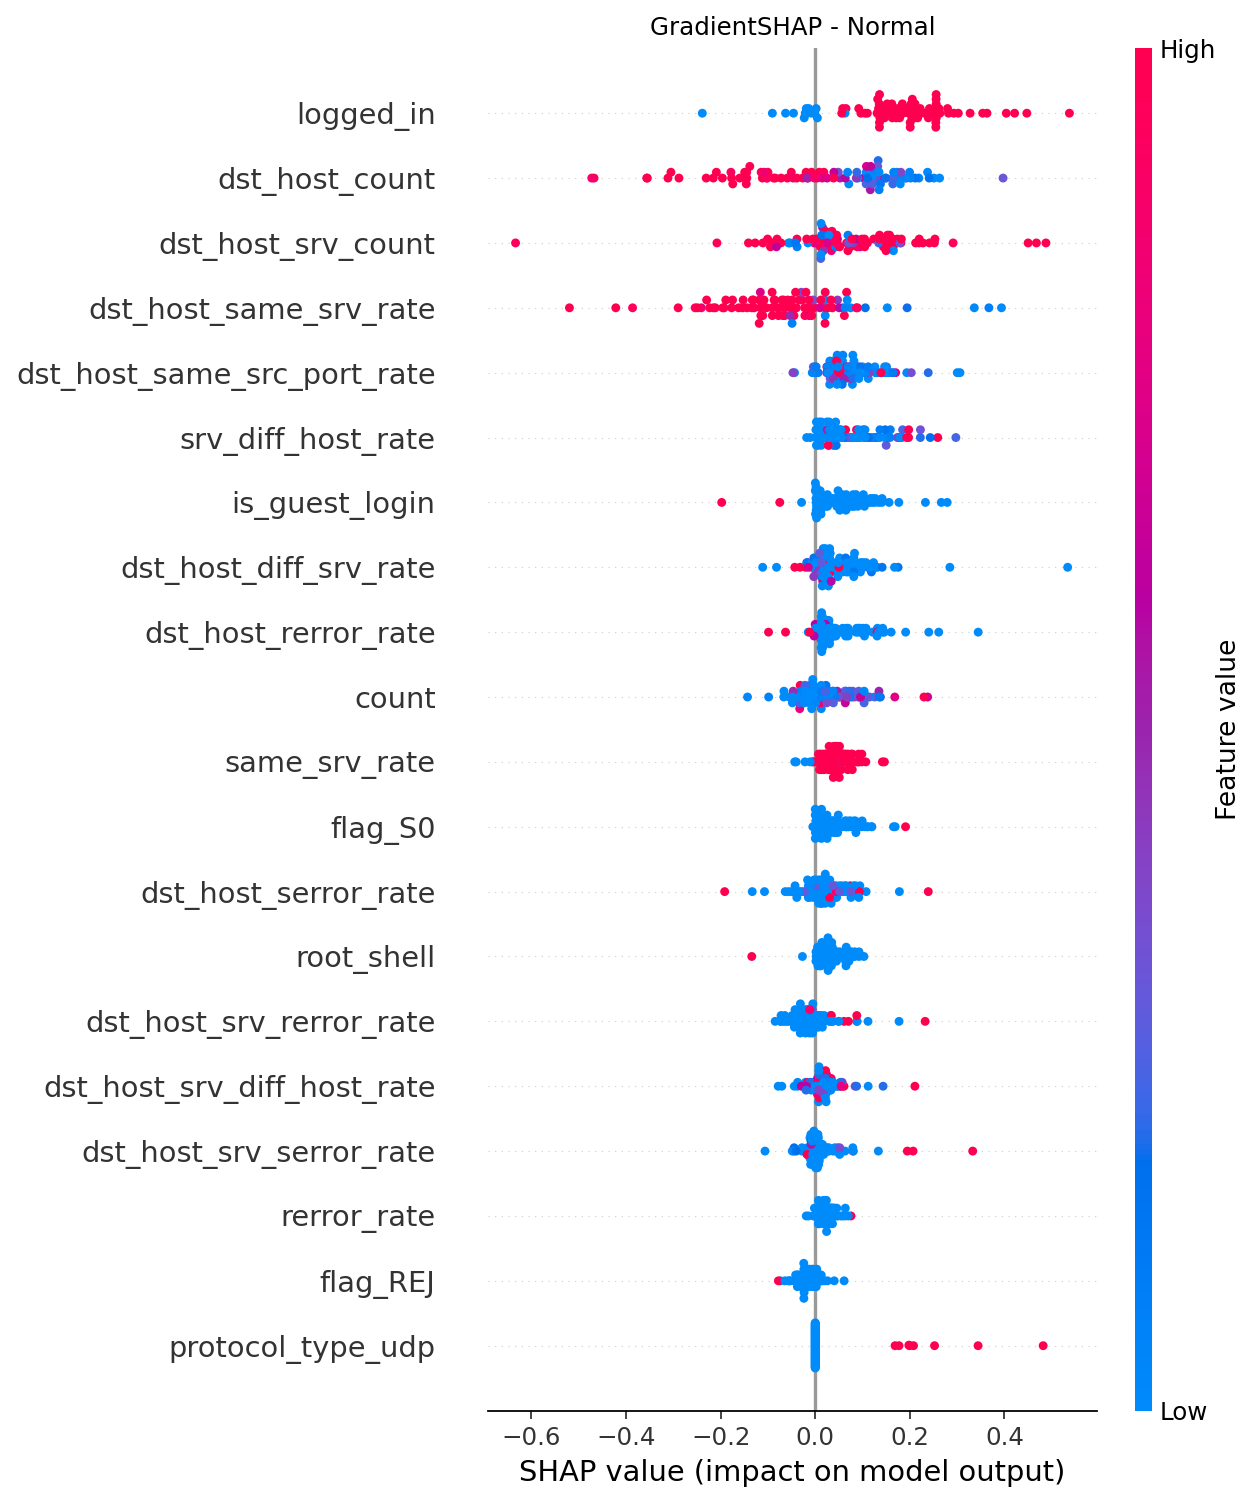 GradientSHAP - Normal
High
logged_in
dst_host_count
dst_host_srv_count
dst_host_same_srv_rate
dst_host_same_src_port_rate
srv_diff_host_rate
is_guest_login
dst_host_diff_srv_rate
dst_host_rerror_rate
count
same_srv_rate
flag_S0
dst_host_serror_rate
root_shell
dst_host_srv_rerror_rate
dst_host_srv_diff_host_rate
dst_host_srv_serror_rate
rerror_rate
flag_REJ
protocol_type_udp
Feature value
Low
−0.6 −0.4 −0.2 0.0 0.2 0.4
SHAP value (impact on model output)